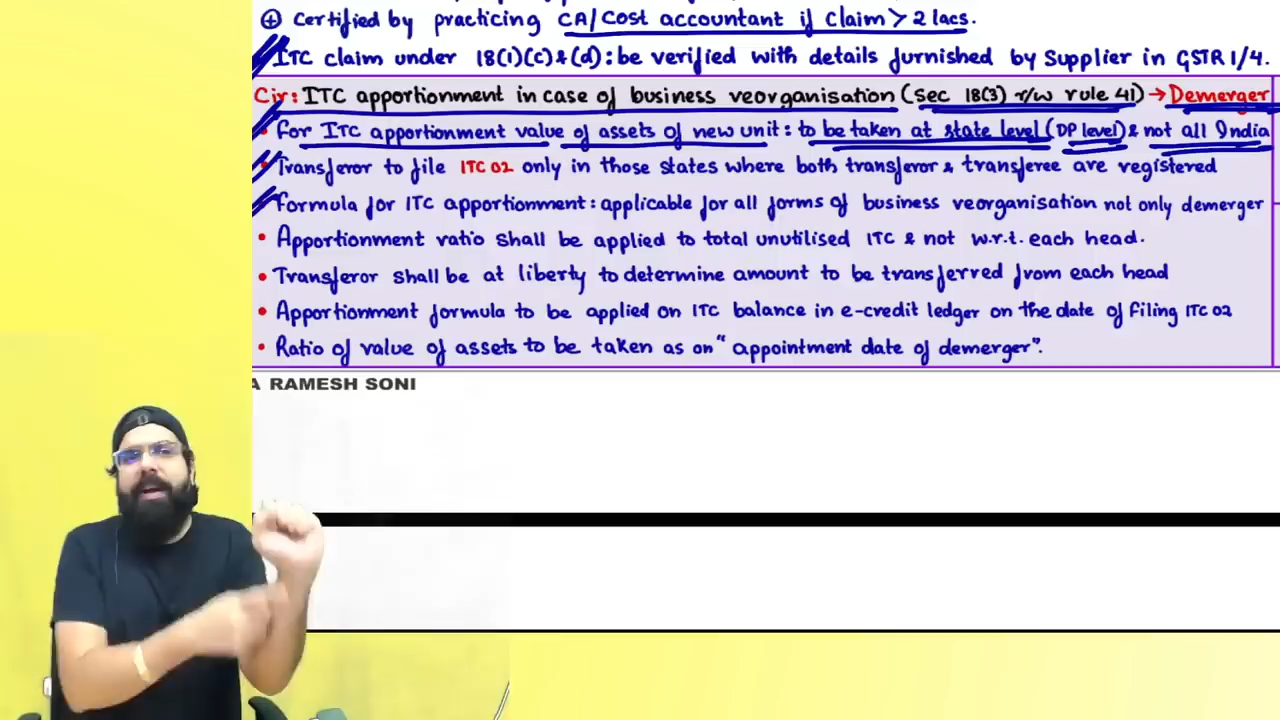 ⊕ Certified by practicing CA/Cost accountant if Claim > 2 lacs.
ITC claim under 18(1)(c)&(d): be verified with details furnished by Supplier in GSTR 1/4.
Cir: ITC apportionment in case of business reorganisation (Sec 18(3) r/w rule 41) → Demerger
• For ITC apportionment value of assets of new unit: to be taken at state level (DP level) & not all India
• Transferor to file ITC 02 only in those states where both transferor & transferee are registered
• Formula for ITC apportionment: applicable for all forms of business reorganisation not only demerger
• Apportionment ratio shall be applied to total unutilised ITC & not w.r.t. each head.
• Transferor shall be at liberty to determine amount to be transferred from each head
• Apportionment formula to be applied on ITC balance in e-credit ledger on the date of filing ITC 02
• Ratio of value of assets to be taken as on "appointment date of demerger".
A RAMESH SONI